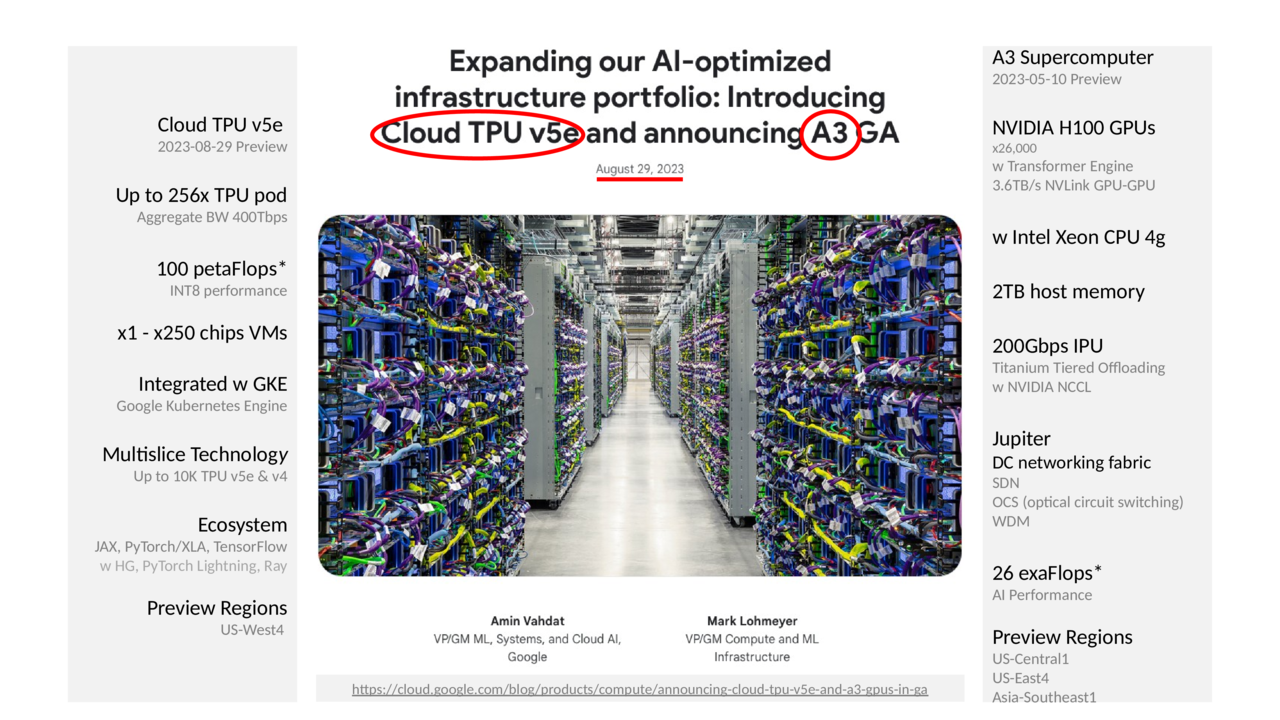 Cloud TPU v5e
2023-08-29 Preview
Up to 256x TPU pod
Aggregate BW 400Tbps
100 petaFlops*
INT8 performance
x1 - x250 chips VMs
Integrated w GKE
Google Kubernetes Engine
Multislice Technology
Up to 10K TPU v5e & v4
Ecosystem
JAX, PyTorch/XLA, TensorFlow
w HG, PyTorch Lightning, Ray
Preview Regions
US-West4
Expanding our AI-optimized
infrastructure portfolio: Introducing
Cloud TPU v5e and announcing A3 GA
August 29, 2023
Amin Vahdat
VP/GM ML, Systems, and Cloud AI,
Google
Mark Lohmeyer
VP/GM Compute and ML
Infrastructure
https://cloud.google.com/blog/products/compute/announcing-cloud-tpu-v5e-and-a3-gpus-in-ga
A3 Supercomputer
2023-05-10 Preview
NVIDIA H100 GPUs
x26,000
w Transformer Engine
3.6TB/s NVLink GPU-GPU
w Intel Xeon CPU 4g
2TB host memory
200Gbps IPU
Titanium Tiered Offloading
w NVIDIA NCCL
Jupiter
DC networking fabric
SDN
OCS (optical circuit switching)
WDM
26 exaFlops*
AI Performance
Preview Regions
US-Central1
US-East4
Asia-Southeast1